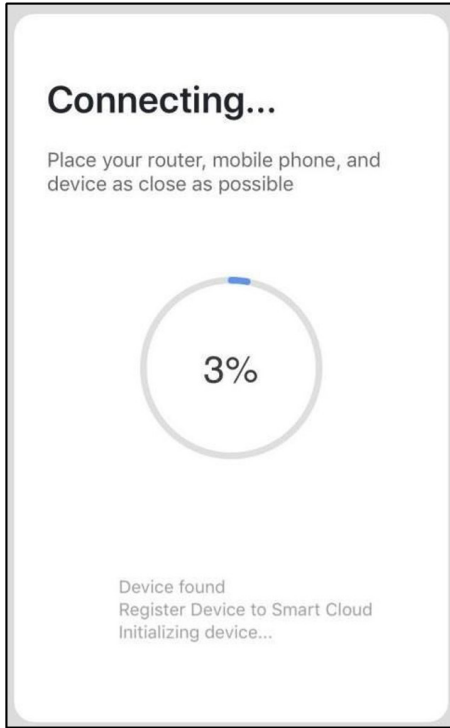 Connecting...
Place your router, mobile phone, and
device as close as possible
3%
Device found
Register Device to Smart Cloud
Initializing device...